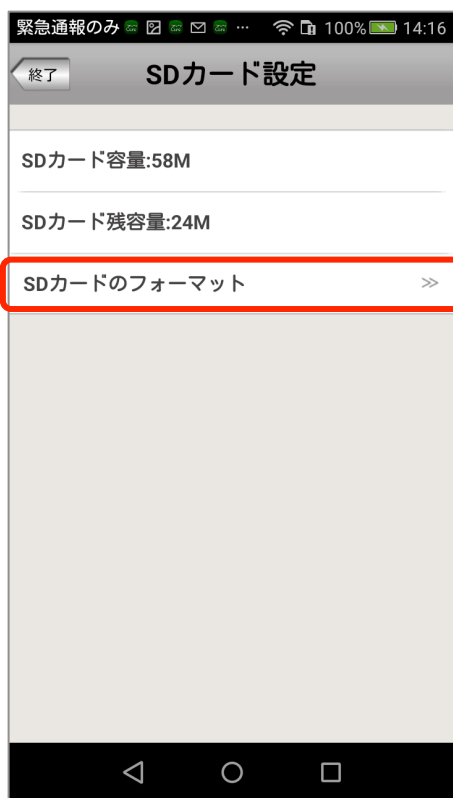 緊急通報のみ 100% 14:16
終了 SDカード設定
SDカード容量:58M
SDカード残容量:24M
SDカードのフォーマット >>